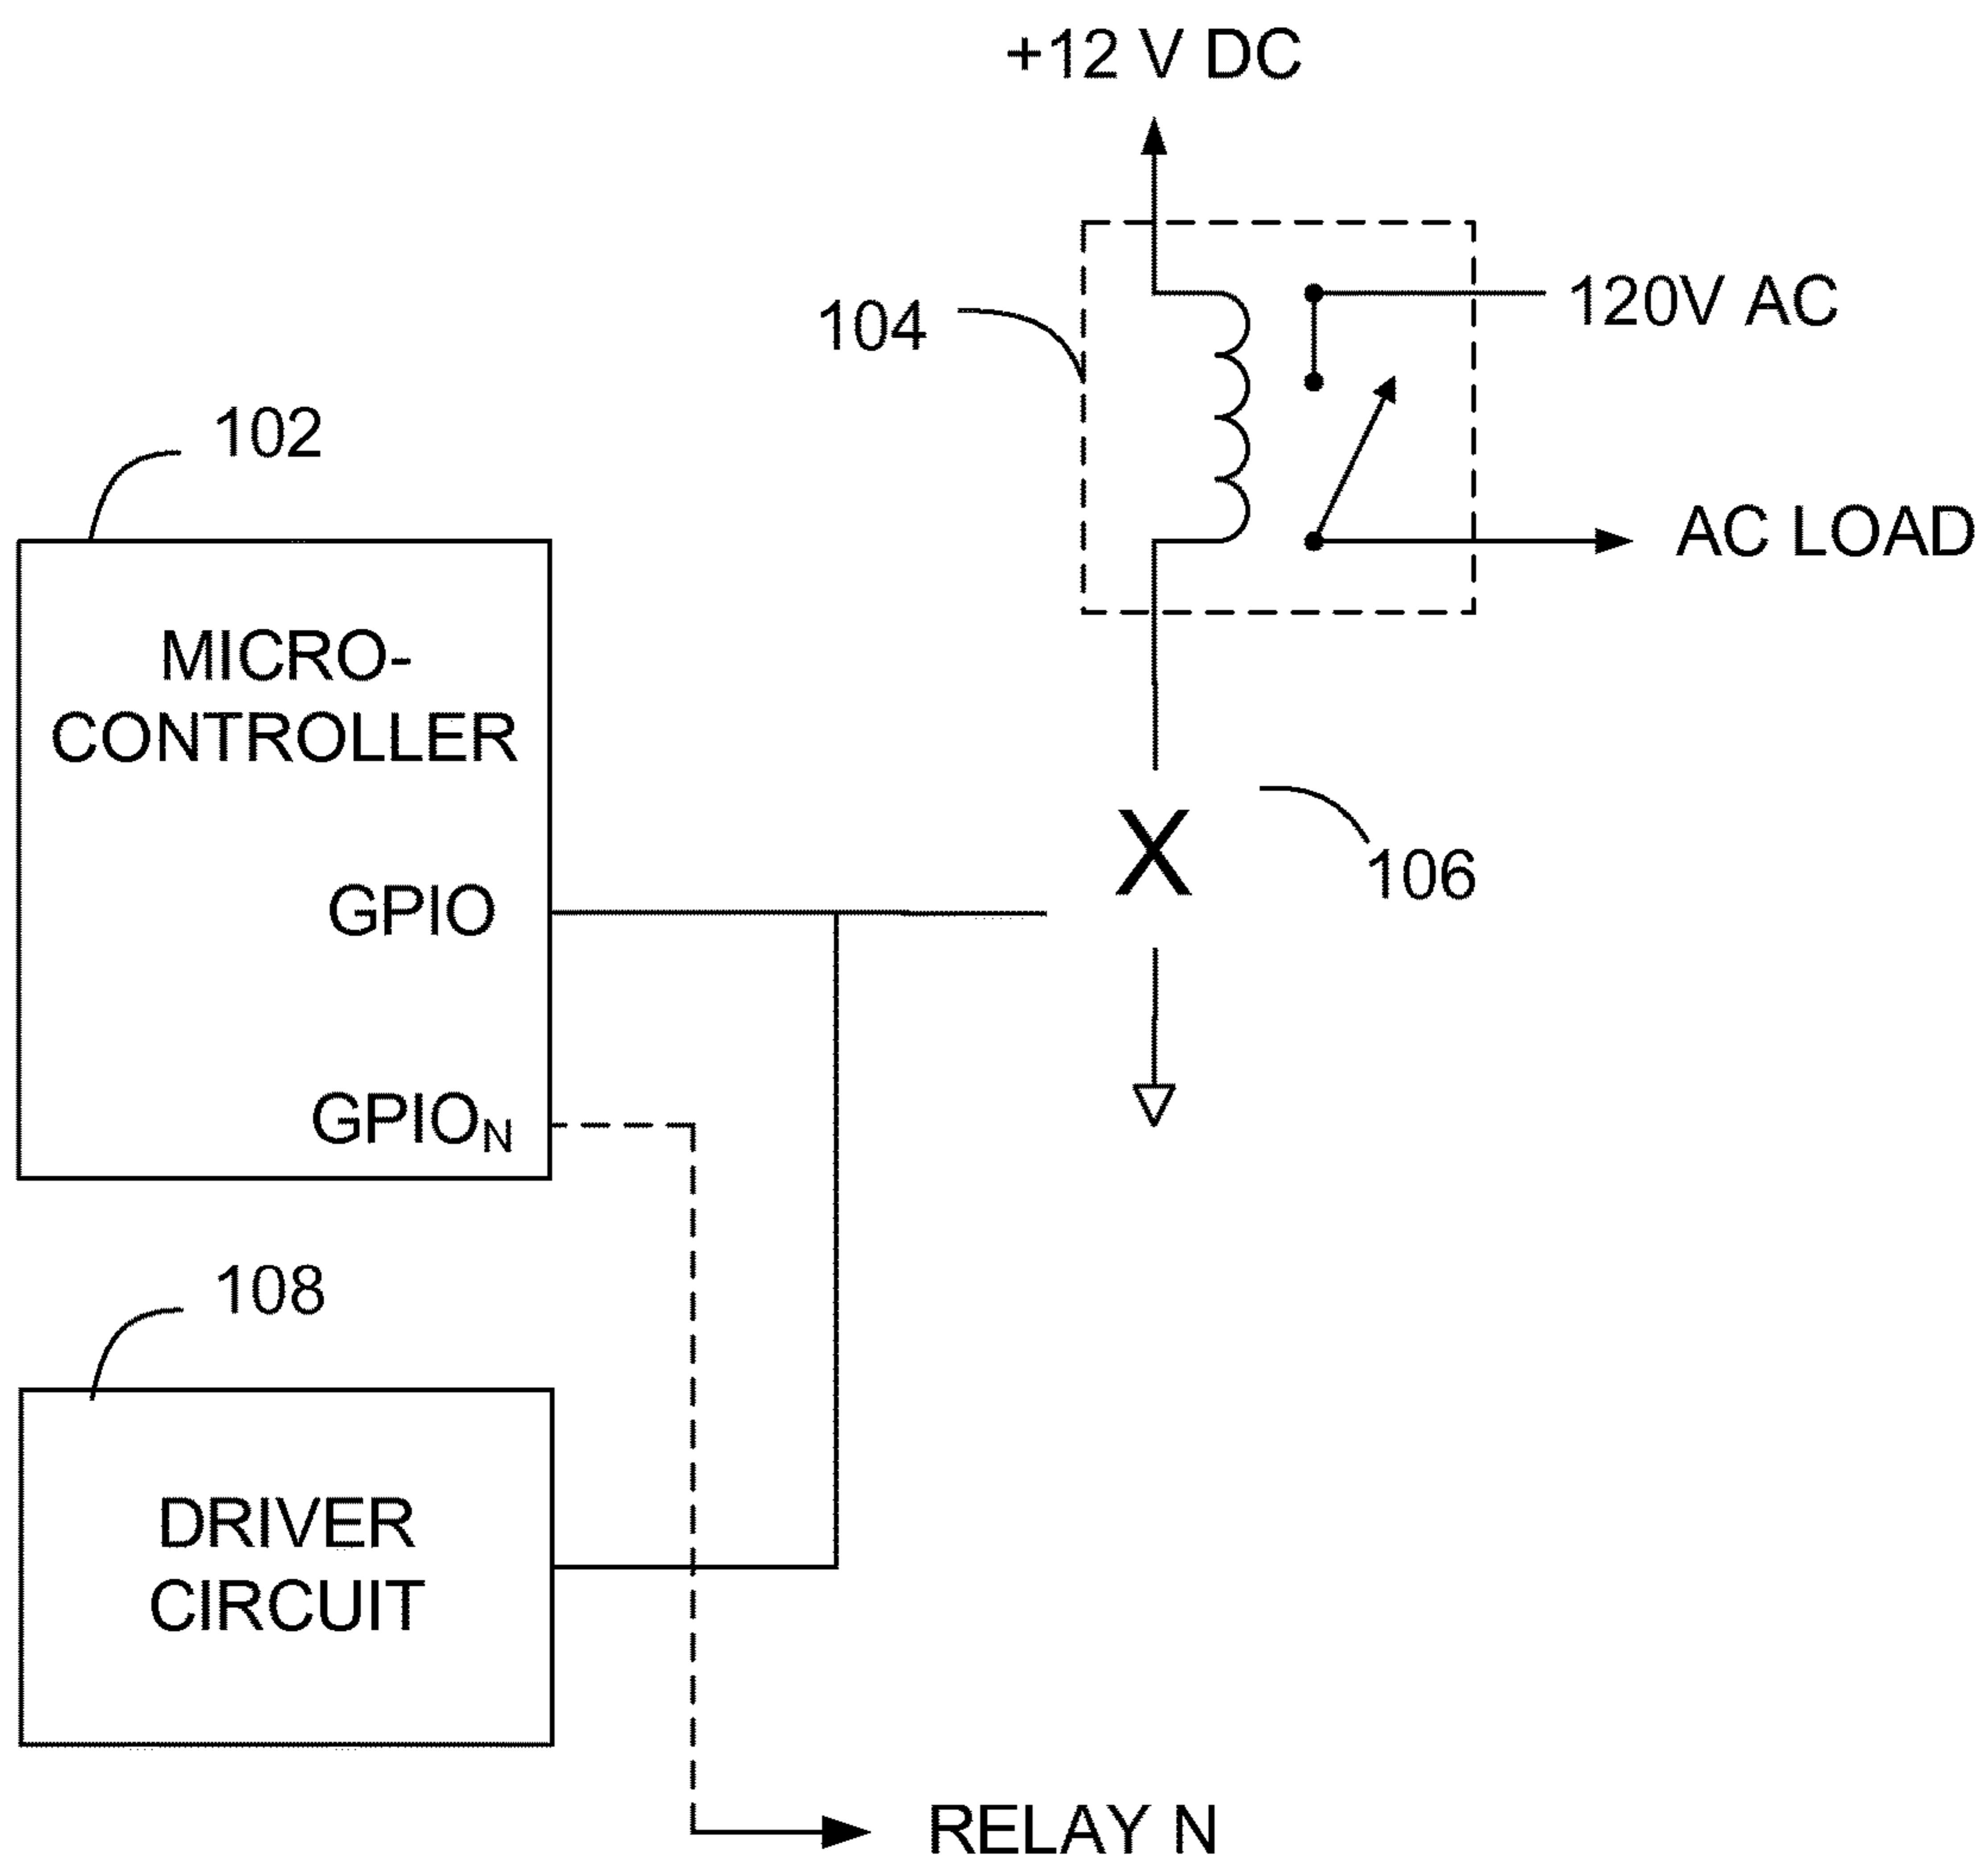 +12 V DC
120V AC
104
102
AC LOAD
MICRO-
CONTROLLER
X
106
GPIO
GPIO_N
108
DRIVER
CIRCUIT
RELAY N